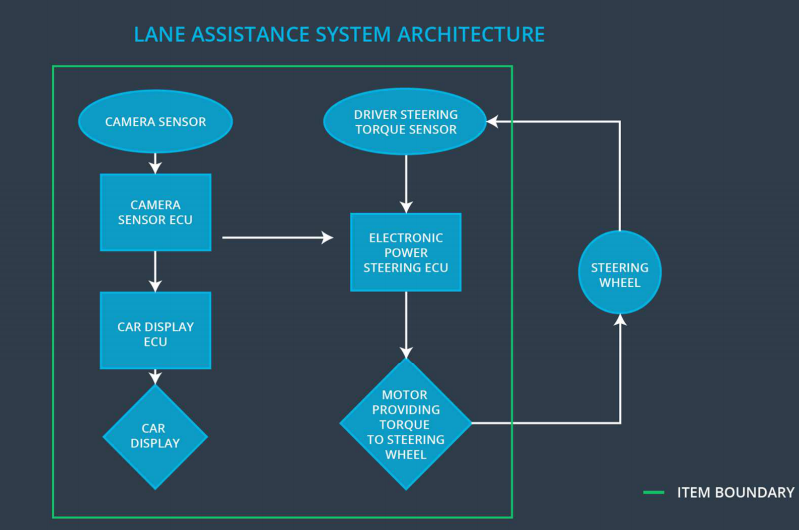 LANE ASSISTANCE SYSTEM ARCHITECTURE
CAMERA SENSOR
CAMERA
SENSOR ECU
CAR DISPLAY
ECU
CAR
DISPLAY
DRIVER STEERING
TORQUE SENSOR
ELECTRONIC
POWER
STEERING ECU
MOTOR
PROVIDING
TORQUE
TO STEERING
WHEEL
STEERING
WHEEL
ITEM BOUNDARY